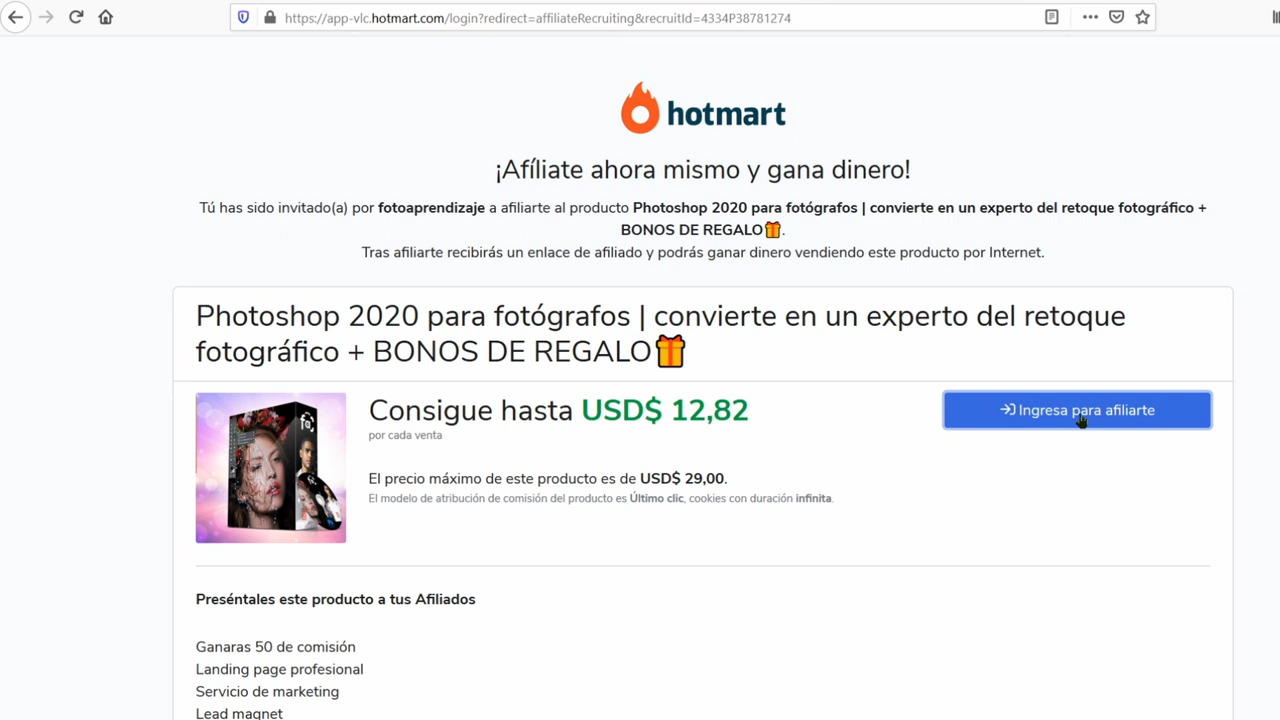 https://app-vlc.hotmart.com/login?redirect=affiliateRecruiting&recruitId=4334P38781274
hotmart
¡Afíliate ahora mismo y gana dinero!
Tú has sido invitado(a) por fotoaprendizaje a afiliarte al producto Photoshop 2020 para fotógrafos | convierte en un experto del retoque fotográfico +
BONOS DE REGALO🎁.
Tras afiliarte recibirás un enlace de afiliado y podrás ganar dinero vendiendo este producto por Internet.
Photoshop 2020 para fotógrafos | convierte en un experto del retoque
fotográfico + BONOS DE REGALO🎁
Consigue hasta USD$ 12,82
por cada venta
Ingresa para afiliarte
El precio máximo de este producto es de USD$ 29,00.
El modelo de atribución de comisión del producto es Último clic, cookies con duración infinita.
Preséntales este producto a tus Afiliados
Ganaras 50 de comisión
Landing page profesional
Servicio de marketing
Lead magnet